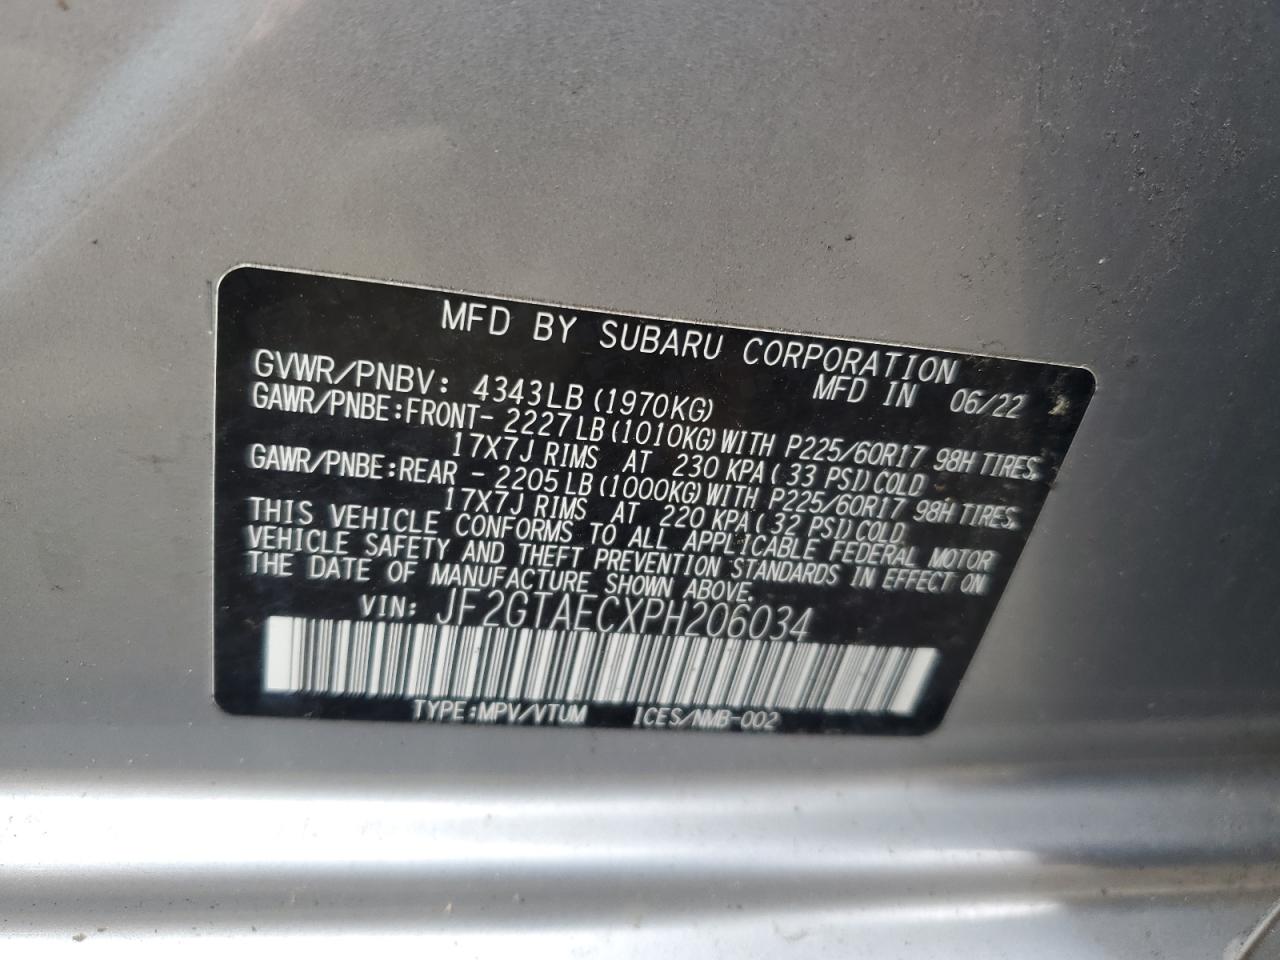 MFD BY SUBARU CORPORATION
MFD IN 06/22
GVWR/PNBV: 4343LB (1970KG)
GAWR/PNBE:FRONT- 2227LB(1010KG)WITH P225/60R17 98H TIRES,
17X7J RIMS AT 230 KPA( 33 PSI)COLD
GAWR/PNBE:REAR - 2205LB(1000KG)WITH P225/60R17 98H TIRES,
17X7J RIMS AT 220 KPA( 32 PSI)COLD
THIS VEHICLE CONFORMS TO ALL APPLICABLE FEDERAL MOTOR
VEHICLE SAFETY AND THEFT PREVENTION STANDARDS IN EFFECT ON
THE DATE OF MANUFACTURE SHOWN ABOVE.
VIN: JF2GTAECXPH206034
TYPE:MPV/VTUM ICES/NMB-002